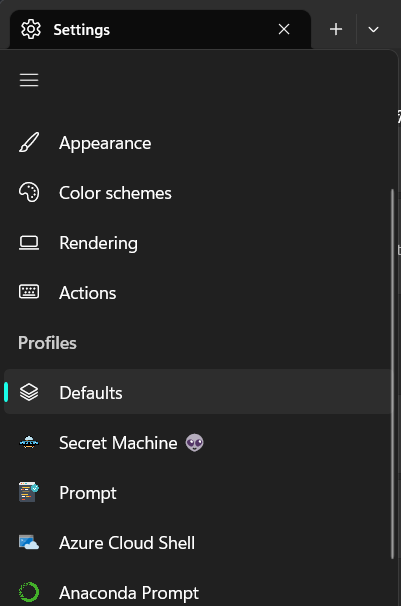 Settings
Appearance
Color schemes
Rendering
Actions
Profiles
Defaults
Secret Machine 👽
Prompt
Azure Cloud Shell
Anaconda Prompt